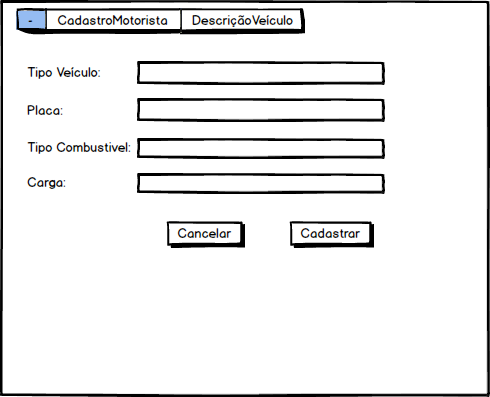 - CadastroMotorista DescriçãoVeículo
Tipo Veículo:
Placa:
Tipo Combustivel:
Carga:
Cancelar Cadastrar